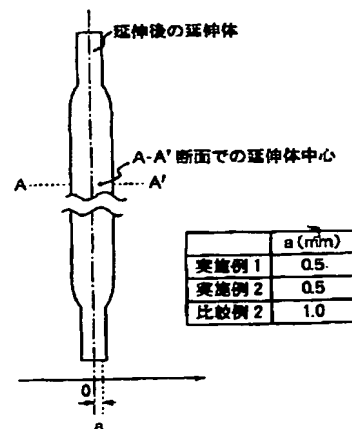 延伸後の延伸体
A-A' 断面での延伸体中心
A
A'
a (mm)
実施例 1 0.5
実施例 2 0.5
比較例 2 1.0
0
a